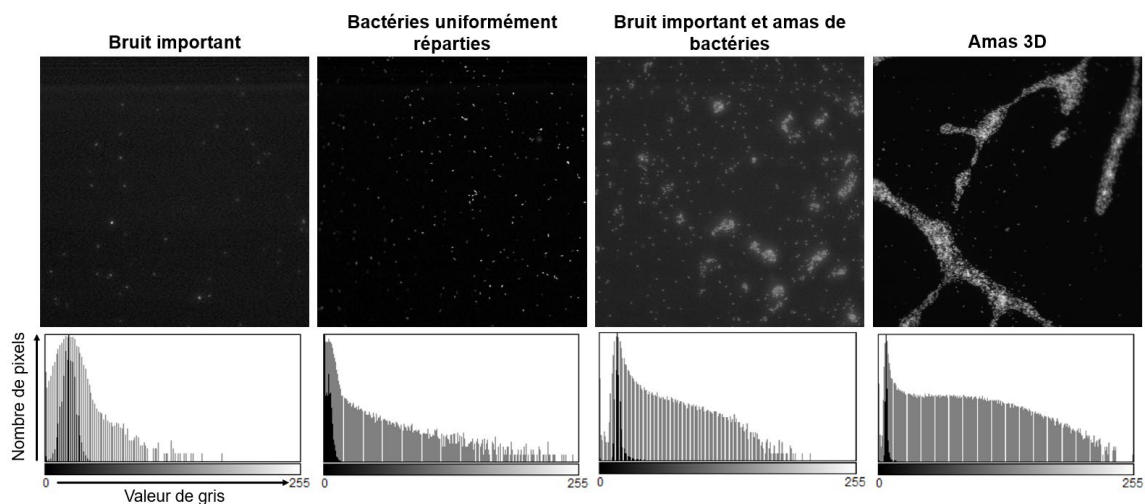 Bruit important
Bactéries uniformément
réparties
Bruit important et amas de
bactéries
Amas 3D
Nombre de pixels
0
255
0
255
0
255
0
255
Valeur de gris